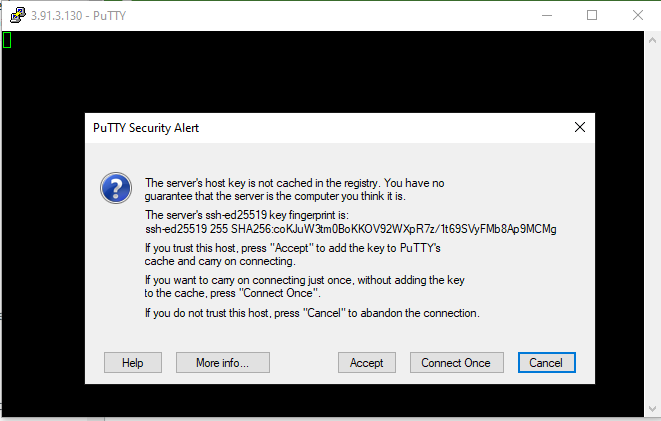 3.91.3.130 - PuTTY
PuTTY Security Alert
The server's host key is not cached in the registry. You have no
guarantee that the server is the computer you think it is.
The server's ssh-ed25519 key fingerprint is:
ssh-ed25519 255 SHA256:coKJuW3tm0BoKKOV92WXpR7z/1t69SVyFMb8Ap9MCMg
If you trust this host, press "Accept" to add the key to PuTTY's
cache and carry on connecting.
If you want to carry on connecting just once, without adding the key
to the cache, press "Connect Once".
If you do not trust this host, press "Cancel" to abandon the connection.
Help More info... Accept Connect Once Cancel